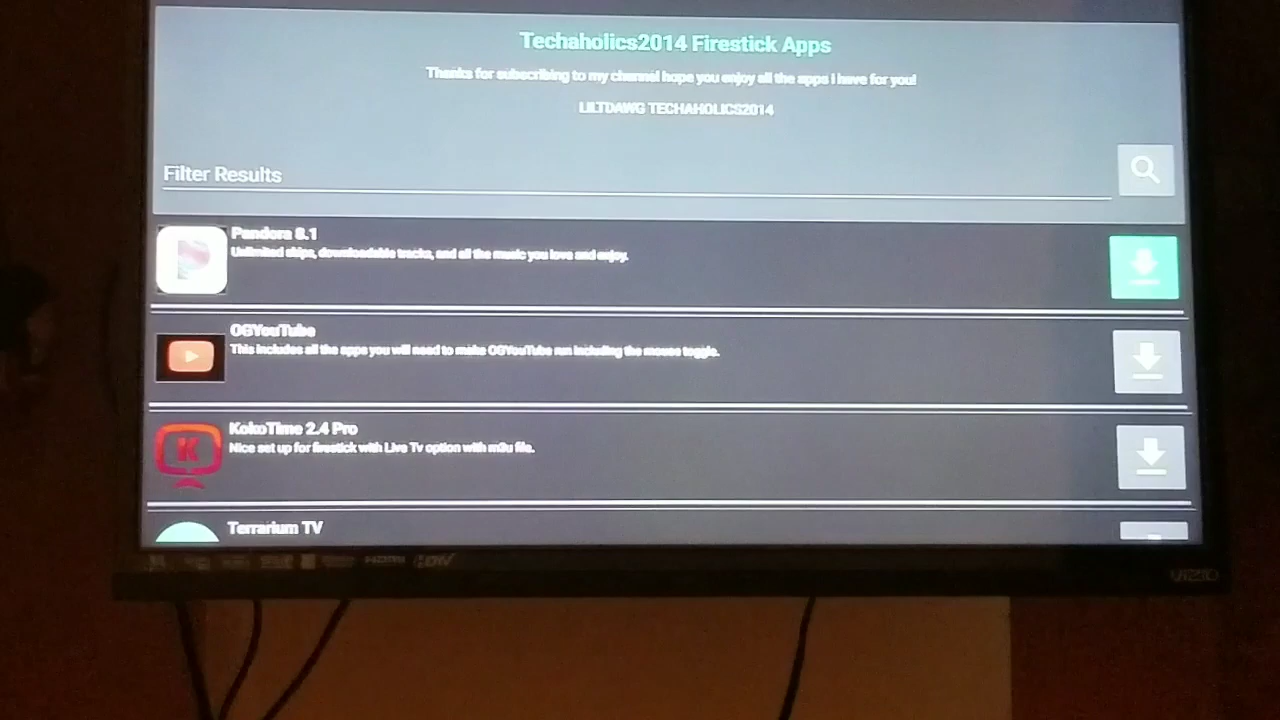 Techaholics2014 Firestick Apps
Thanks for subscribing to my channel hope you enjoy all the apps I have for you!
LILTDAWG TECHAHOLICS2014
Filter Results
Pandora 8.1
Unlimited skips, downloadable tracks, and all the music you love and enjoy.
OGYouTube
This includes all the apps you will need to make OGYouTube run including the mouse toggle.
K
KokoTime 2.4 Pro
Nice set up for firestick with Live Tv option with m3u file.
Terrarium TV
HDMI
VIZIO